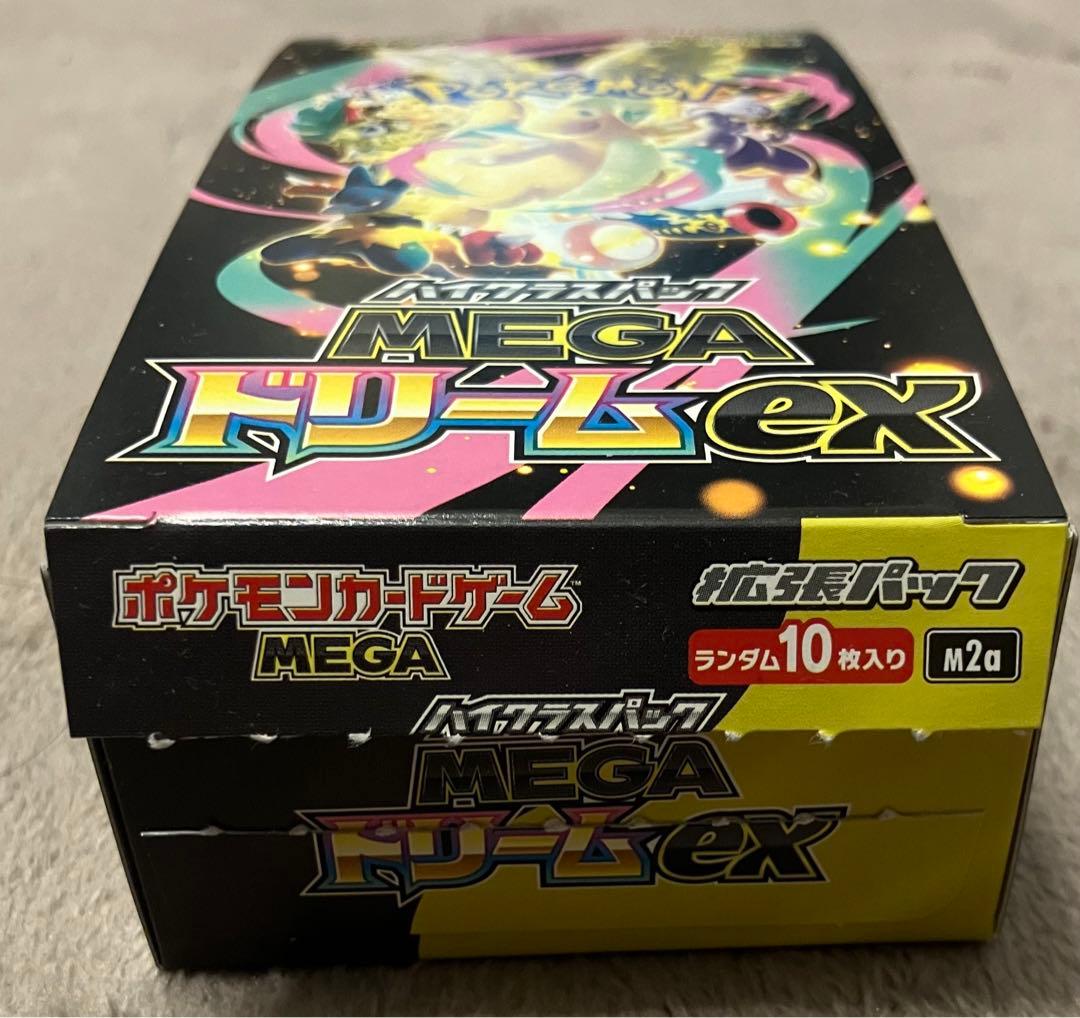 POKÉMON
ハイクラスパック
MEGA
ドリームex
ポケモンカードゲーム™
MEGA
拡張パック
ランダム10枚入り
M2a
ハイクラスパック
MEGA
ドリームex